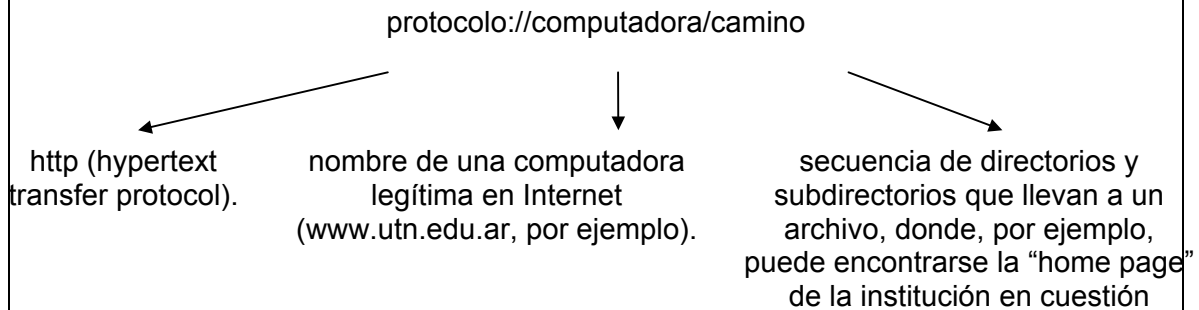 protocolo://computadora/camino
http (hypertext
transfer protocol).
nombre de una computadora
legítima en Internet
(www.utn.edu.ar, por ejemplo).
secuencia de directorios y
subdirectorios que llevan a un
archivo, donde, por ejemplo,
puede encontrarse la “home page”
de la institución en cuestión